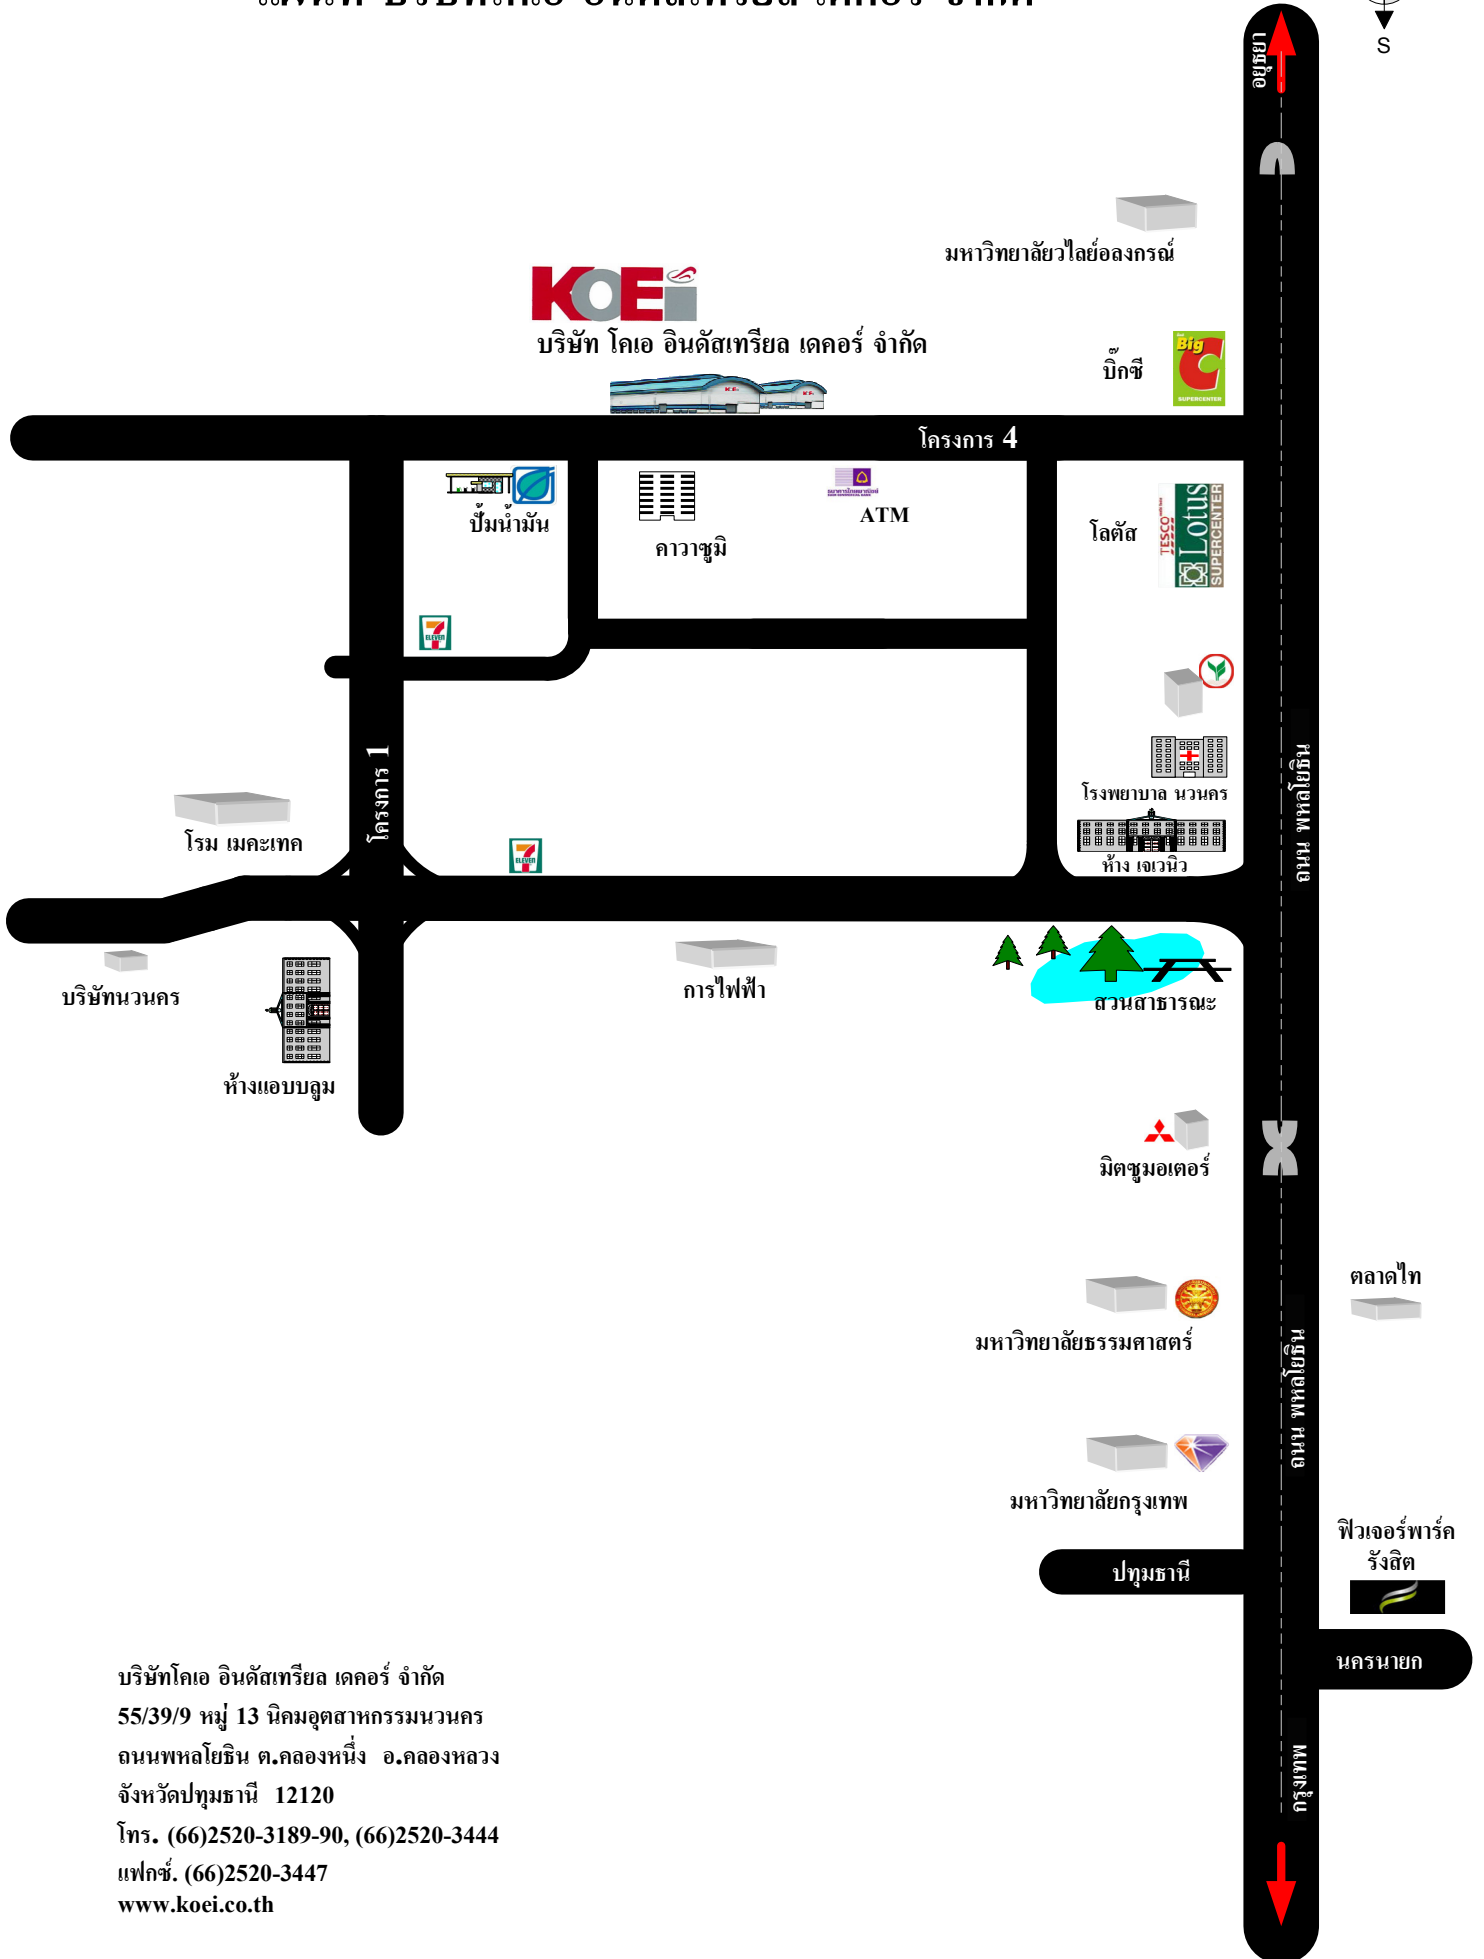 S
อยุธยา
มหาวิทยาลัยวไลย์อลงกรณ์
KOEi
บริษัท โคเอ อินดัสเทรียล เดคอร์ จำกัด
บิ๊กซี
Big
C
SUPERCENTER
โครงการ 4
ปั้มน้ำมัน
คาวาซูมิ
ATM
โลตัส
TESCO
Lotus
SUPERCENTER
7
ELEVEN
โครงการ 1
ถนน พหลโยธิน
โรงพยาบาล นวนคร
ห้าง เจเวนิว
โรม เมคะเทค
7
ELEVEN
บริษัทนวนคร
การไฟฟ้า
สวนสาธารณะ
ห้างแอบบลูม
มิตซูมอเตอร์
ตลาดไท
มหาวิทยาลัยธรรมศาสตร์
ถนน พหลโยธิน
มหาวิทยาลัยกรุงเทพ
ฟิวเจอร์พาร์ค
รังสิต
ปทุมธานี
นครนายก
กรุงเทพ
บริษัทโคเอ อินดัสเทรียล เดคอร์ จำกัด
55/39/9 หมู่ 13 นิคมอุตสาหกรรมนวนคร
ถนนพหลโยธิน ต.คลองหนึ่ง อ.คลองหลวง
จังหวัดปทุมธานี 12120
โทร. (66)2520-3189-90, (66)2520-3444
แฟกซ์. (66)2520-3447
www.koei.co.th